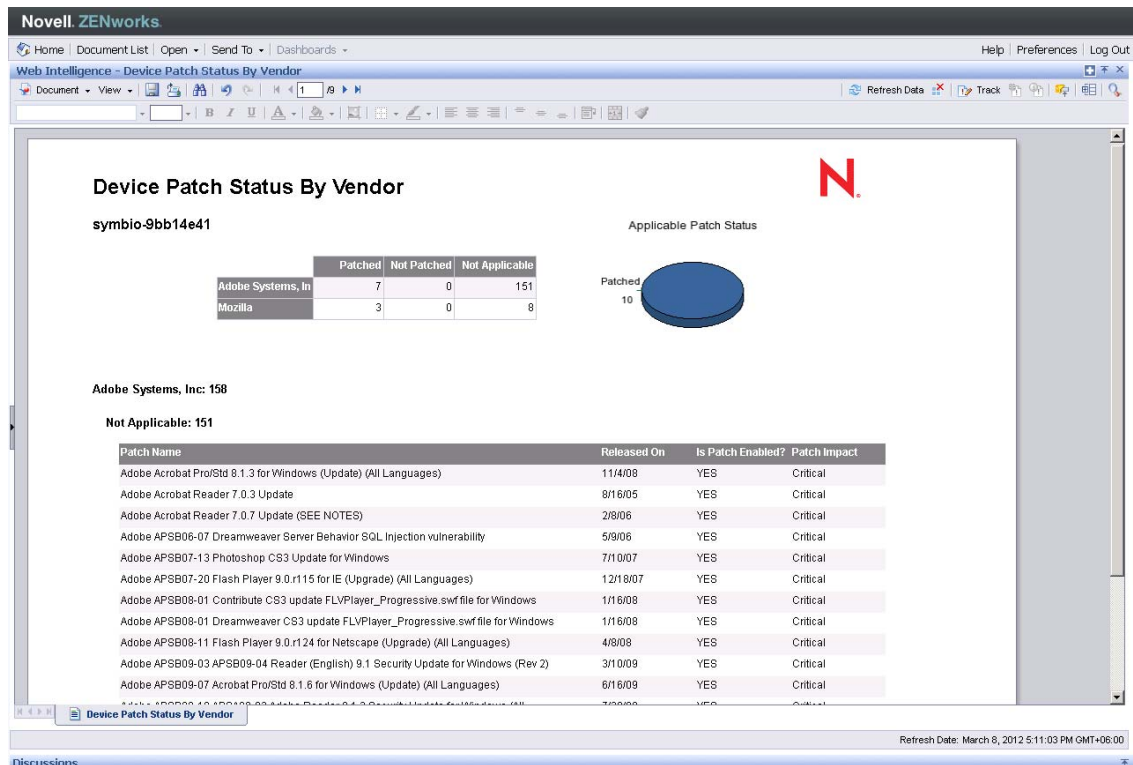 Novell. ZENworks.
Home | Document List | Open | Send To | Dashboards
Help | Preferences | Log Out
Web Intelligence - Device Patch Status By Vendor
Document View 1 /9
Refresh Data Track
B I U A
Device Patch Status By Vendor
N.
symbio-9bb14e41
Applicable Patch Status
Patched Not Patched Not Applicable
Adobe Systems, In 7 0 151
Mozilla 3 0 8
Patched
10
Adobe Systems, Inc: 158
Not Applicable: 151
Patch Name Released On Is Patch Enabled? Patch Impact
Adobe Acrobat Pro/Std 8.1.3 for Windows (Update) (All Languages) 11/4/08 YES Critical
Adobe Acrobat Reader 7.0.3 Update 8/16/05 YES Critical
Adobe Acrobat Reader 7.0.7 Update (SEE NOTES) 2/8/06 YES Critical
Adobe APSB06-07 Dreamweaver Server Behavior SQL Injection vulnerability 5/9/06 YES Critical
Adobe APSB07-13 Photoshop CS3 Update for Windows 7/10/07 YES Critical
Adobe APSB07-20 Flash Player 9.0.r115 for IE (Upgrade) (All Languages) 12/18/07 YES Critical
Adobe APSB08-01 Contribute CS3 update FLVPlayer_Progressive.swf file for Windows 1/16/08 YES Critical
Adobe APSB08-01 Dreamweaver CS3 update FLVPlayer_Progressive.swf file for Windows 1/16/08 YES Critical
Adobe APSB08-11 Flash Player 9.0.r124 for Netscape (Upgrade) (All Languages) 4/8/08 YES Critical
Adobe APSB09-03 APSB09-04 Reader (English) 9.1 Security Update for Windows (Rev 2) 3/10/09 YES Critical
Adobe APSB09-07 Acrobat Pro/Std 8.1.6 for Windows (Update) (All Languages) 6/16/09 YES Critical
Device Patch Status By Vendor
Refresh Date: March 8, 2012 5:11:03 PM GMT+06:00
Discussions